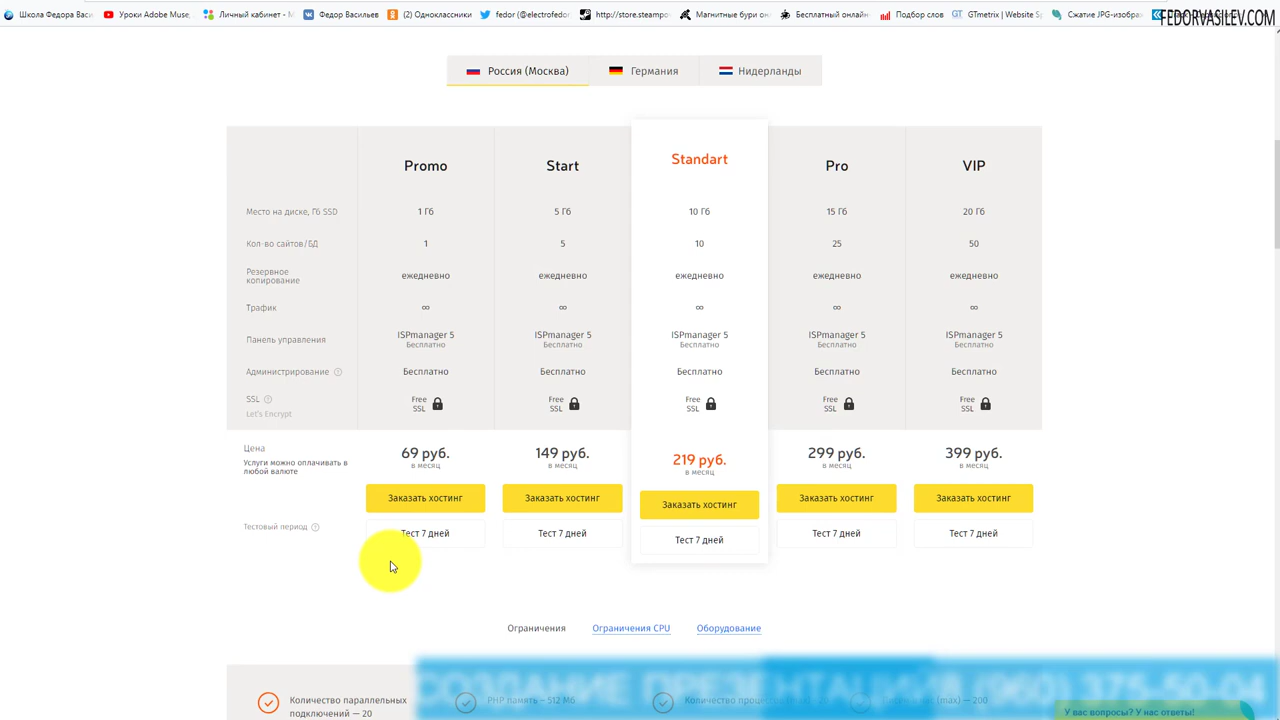 Школа Федора Васи...
Уроки Adobe Muse,
Личный кабинет - М
Федор Васильев
(2) Одноклассники
fedor (@electrofedor
http://store.steampo
Магнитные бури он
Бесплатный онлайн
Подбор слов
GTmetrix | Website S
Сжатие JPG-изобра
FEDORVASILEV.COM
Россия (Москва)
Германия
Нидерланды
Promo
Start
Standart
Pro
VIP
Место на диске, Гб SSD
1 Гб
5 Гб
10 Гб
15 Гб
20 Гб
Кол-во сайтов/БД
1
5
10
25
50
Резервное
копирование
ежедневно
ежедневно
ежедневно
ежедневно
ежедневно
Трафик
∞
∞
∞
∞
∞
Панель управления
ISPmanager 5
Бесплатно
ISPmanager 5
Бесплатно
ISPmanager 5
Бесплатно
ISPmanager 5
Бесплатно
ISPmanager 5
Бесплатно
Администрирование ?
Бесплатно
Бесплатно
Бесплатно
Бесплатно
Бесплатно
SSL ?
Let's Encrypt
Free
SSL
Free
SSL
Free
SSL
Free
SSL
Free
SSL
Цена
Услуги можно оплачивать в
любой валюте
69 руб.
в месяц
149 руб.
в месяц
219 руб.
в месяц
299 руб.
в месяц
399 руб.
в месяц
Заказать хостинг
Заказать хостинг
Заказать хостинг
Заказать хостинг
Заказать хостинг
Тестовый период ?
Тест 7 дней
Тест 7 дней
Тест 7 дней
Тест 7 дней
Тест 7 дней
Ограничения
Ограничения CPU
Оборудование
Количество параллельных
подключений — 20
PHP память – 512 Мб
СОЗДАНИЕ
У вас вопросы? У нас ответы!